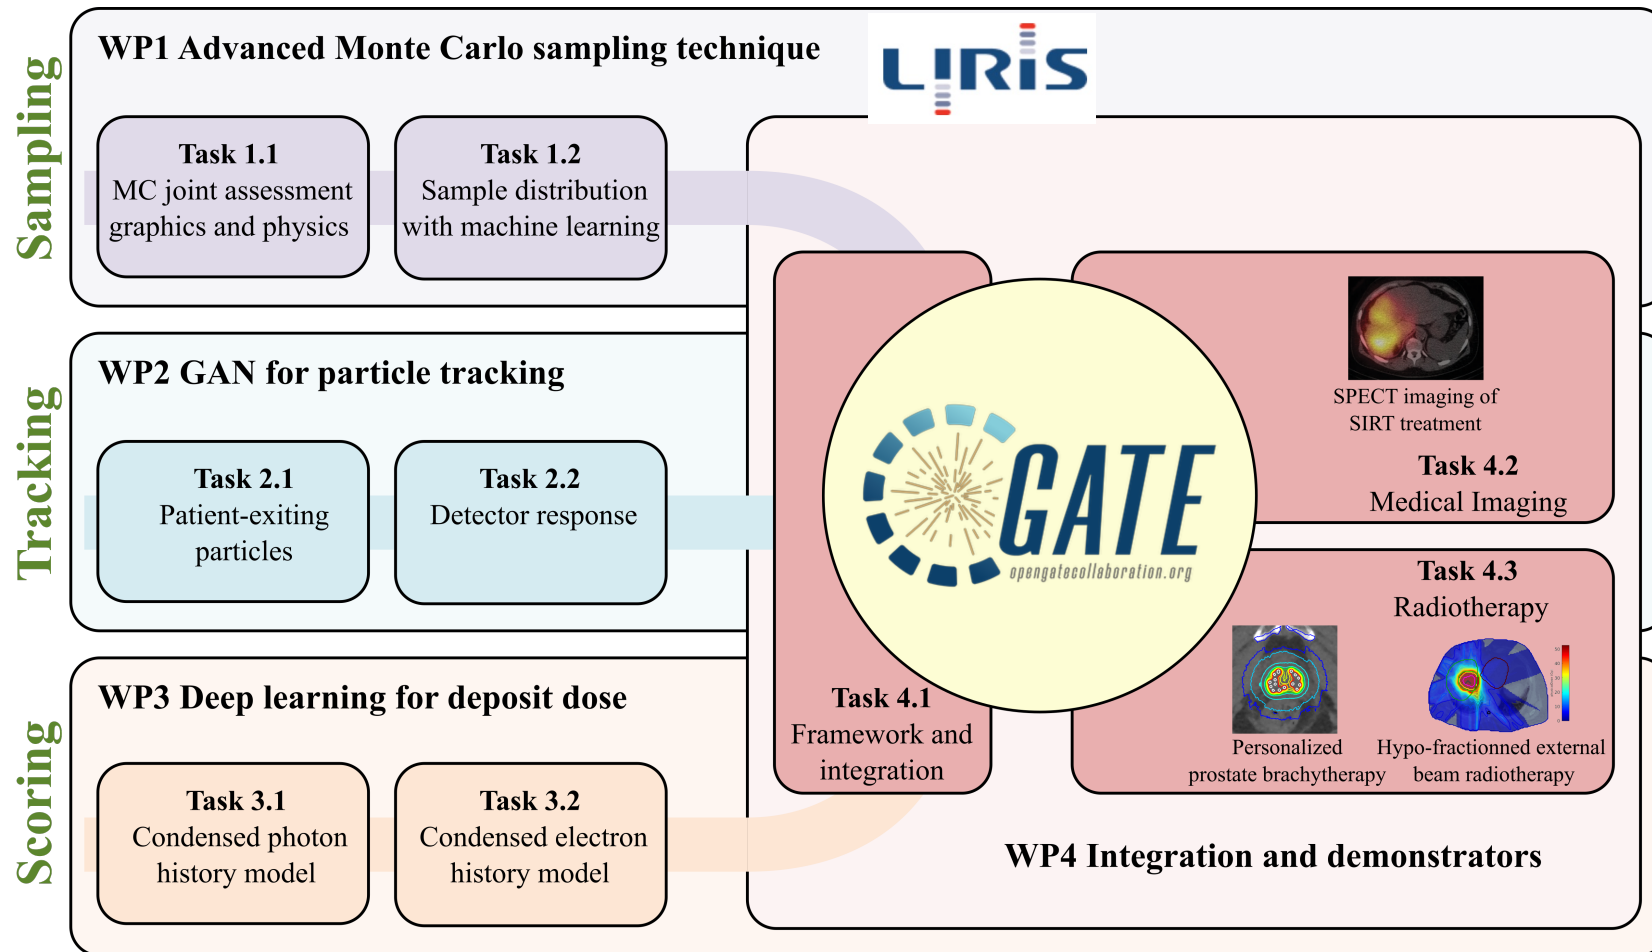 Sampling
WP1 Advanced Monte Carlo sampling technique
LIRIS
Task 1.1
MC joint assessment
graphics and physics
Task 1.2
Sample distribution
with machine learning
Tracking
WP2 GAN for particle tracking
Task 2.1
Patient-exiting
particles
Task 2.2
Detector response
Scoring
WP3 Deep learning for deposit dose
Task 3.1
Condensed photon
history model
Task 3.2
Condensed electron
history model
GATE
opengatecollaboration.org
Task 4.1
Framework and
integration
SPECT imaging of
SIRT treatment
Task 4.2
Medical Imaging
Task 4.3
Radiotherapy
Personalized
prostate brachytherapy
Hypo-fractionned external
beam radiotherapy
WP4 Integration and demonstrators